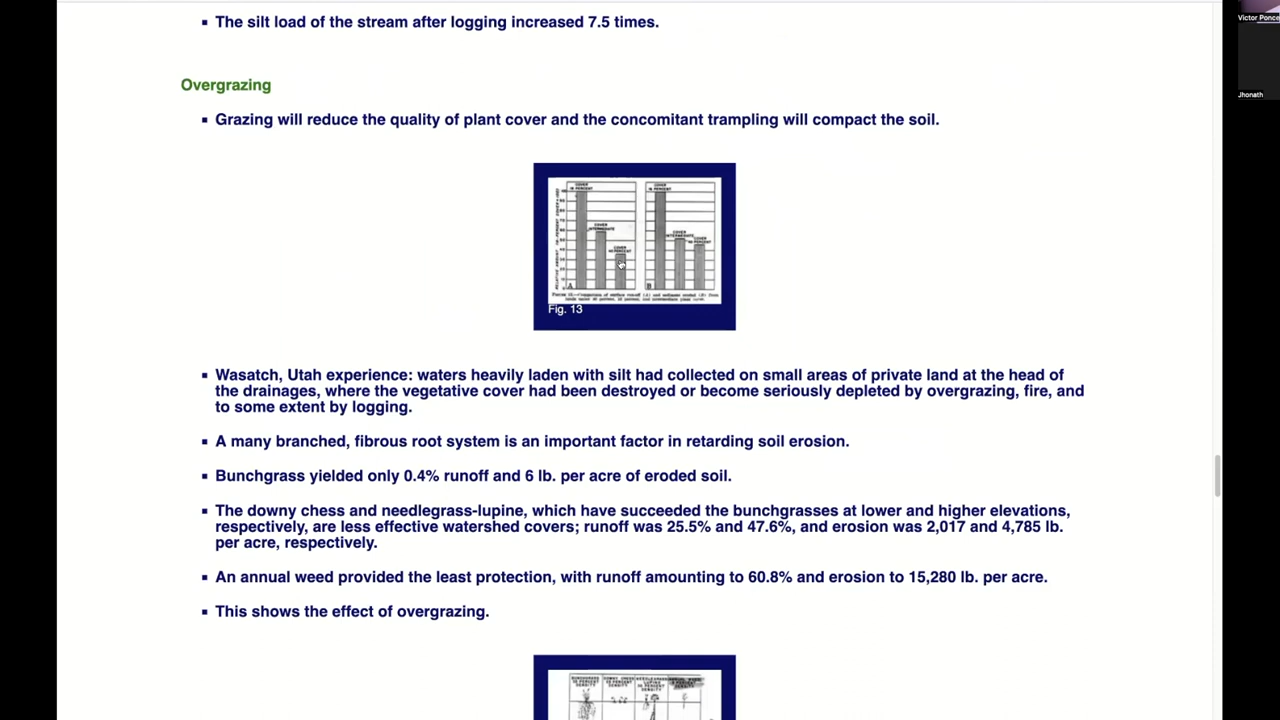 The silt load of the stream after logging increased 7.5 times.
Victor Ponce
Jhonath
Overgrazing
Grazing will reduce the quality of plant cover and the concomitant trampling will compact the soil.
COVER
COVER
COVER
INTERMEDIATE
COVER
COVER
INTERMEDIATE
COVER
A
B
Fig. 13
Wasatch, Utah experience: waters heavily laden with silt had collected on small areas of private land at the head of
the drainages, where the vegetative cover had been destroyed or become seriously depleted by overgrazing, fire, and
to some extent by logging.
A many branched, fibrous root system is an important factor in retarding soil erosion.
Bunchgrass yielded only 0.4% runoff and 6 lb. per acre of eroded soil.
The downy chess and needlegrass-lupine, which have succeeded the bunchgrasses at lower and higher elevations,
respectively, are less effective watershed covers; runoff was 25.5% and 47.6%, and erosion was 2,017 and 4,785 lb.
per acre, respectively.
An annual weed provided the least protection, with runoff amounting to 60.8% and erosion to 15,280 lb. per acre.
This shows the effect of overgrazing.